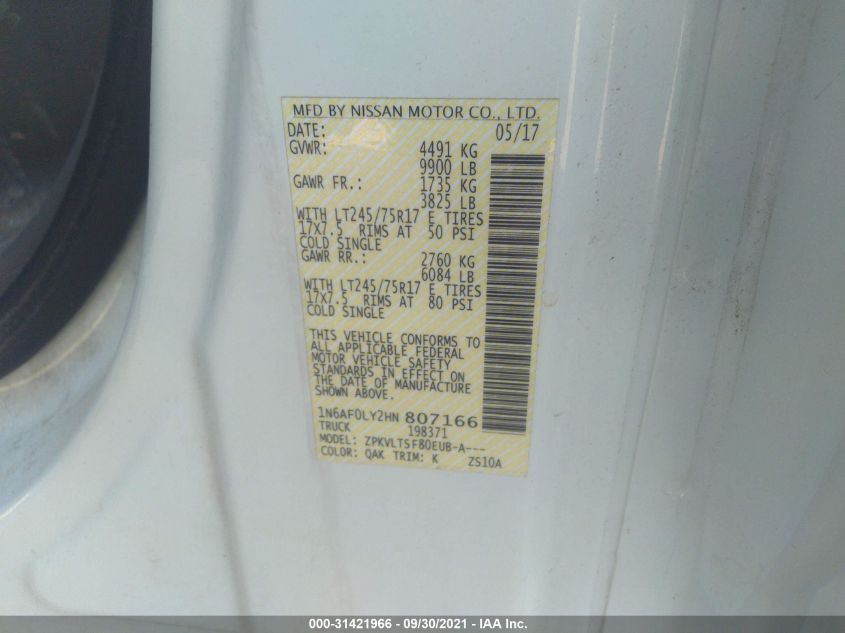 MFD BY NISSAN MOTOR CO., LTD.
DATE: 05/17
GVWR: 4491 KG
9900 LB
GAWR FR.: 1735 KG
3825 LB
WITH LT245/75R17 E TIRES
17X7.5 RIMS AT 50 PSI
COLD SINGLE
GAWR RR.: 2760 KG
6084 LB
WITH LT245/75R17 E TIRES
17X7.5 RIMS AT 80 PSI
COLD SINGLE
THIS VEHICLE CONFORMS TO
ALL APPLICABLE FEDERAL
MOTOR VEHICLE SAFETY
STANDARDS IN EFFECT ON
THE DATE OF MANUFACTURE
SHOWN ABOVE.
1N6AF0LY2HN 807166
TRUCK 198371
MODEL: ZPKVLTSF80EUB-A---
COLOR: QAK TRIM: K ZS10A
000-31421966 - 09/30/2021 - IAA Inc.